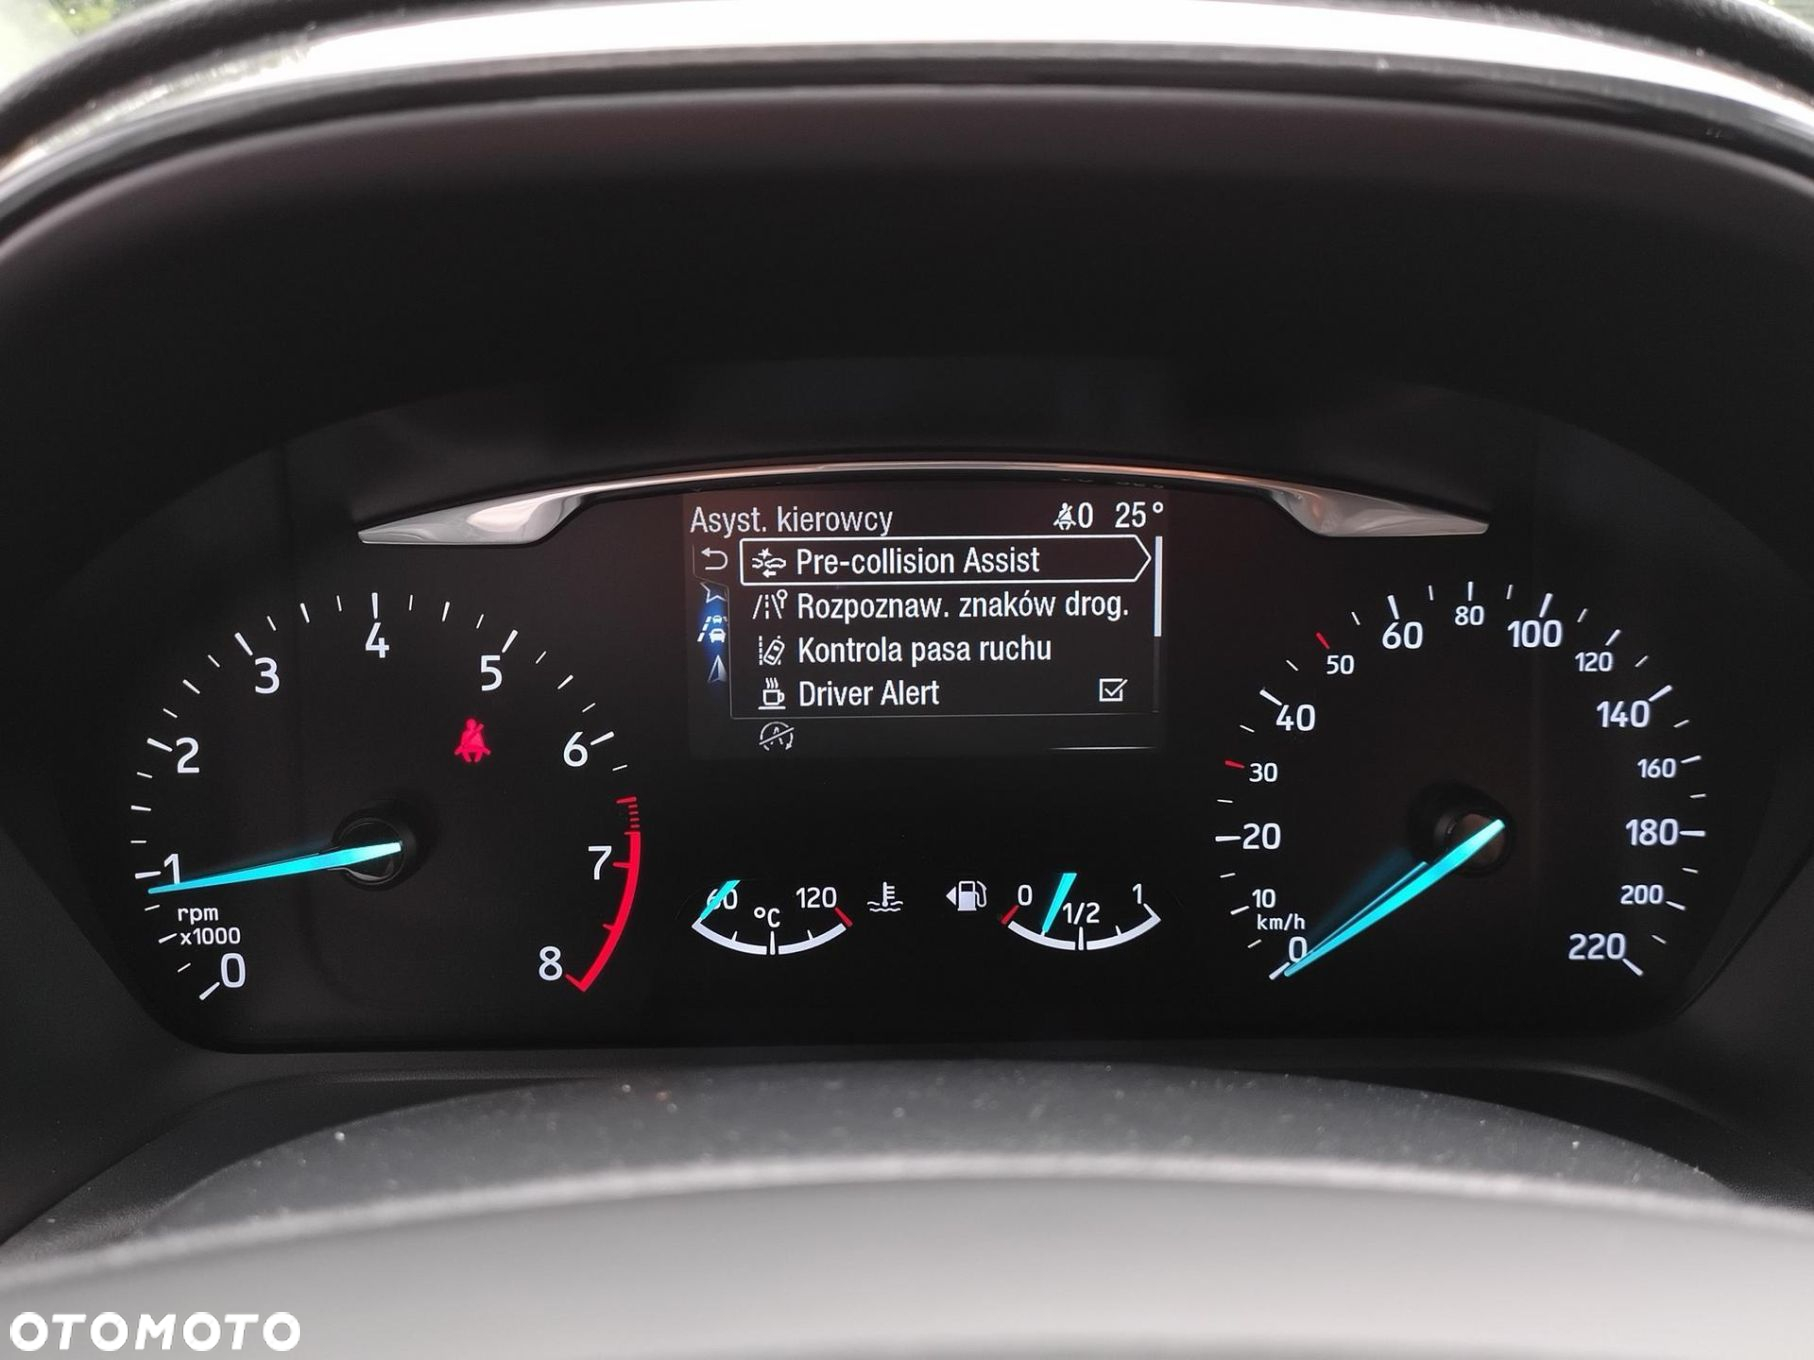 Asyst. kierowcy 0 25°
Pre-collision Assist
Rozpoznaw. znaków drog.
Kontrola pasa ruchu
Driver Alert
0
1
2
3
4
5
6
7
8
rpm
x1000
60
°C
120
0
1/2
1
0
10
20
30
40
50
60
80
100
120
140
160
180
200
220
km/h
OTOMOTO